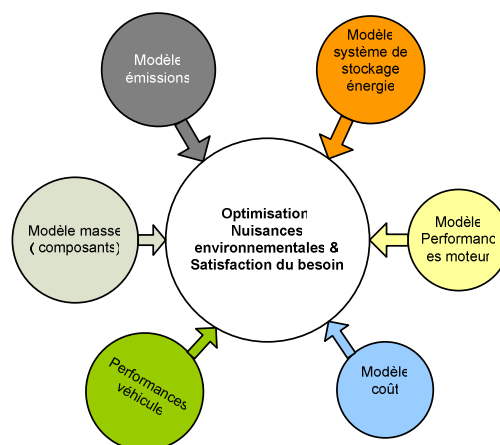 Modèle
émissions
Modèle
système de
stockage
énergie
Modèle masse
( composants)
Optimisation
Nuisances
environnementales &
Satisfaction du besoin
Modèle
Performanc
es moteur
Performances
véhicule
Modèle
coût